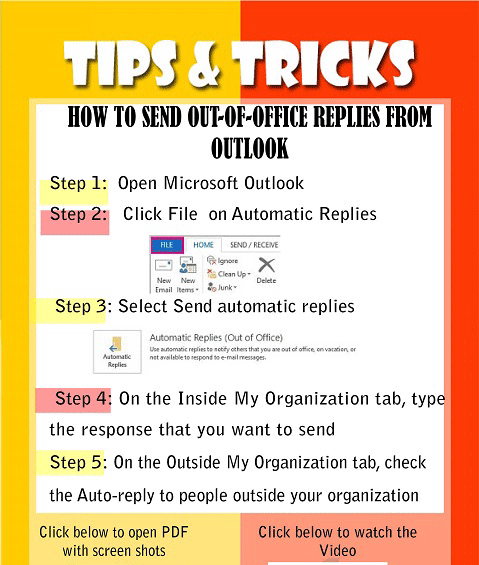 TIPS & TRICKS
HOW TO SEND OUT-OF-OFFICE REPLIES FROM
OUTLOOK
Step 1: Open Microsoft Outlook
Step 2: Click File on Automatic Replies
FILE HOME SEND / RECEIVE
New Email
New Items
Ignore
Clean Up
Junk
Delete
Step 3: Select Send automatic replies
Automatic Replies
Automatic Replies (Out of Office)
Use automatic replies to notify others that you are out of office, on vacation, or
not available to respond to e-mail messages.
Step 4: On the Inside My Organization tab, type
the response that you want to send
Step 5: On the Outside My Organization tab, check
the Auto-reply to people outside your organization
Click below to open PDF
with screen shots
Click below to watch the
Video